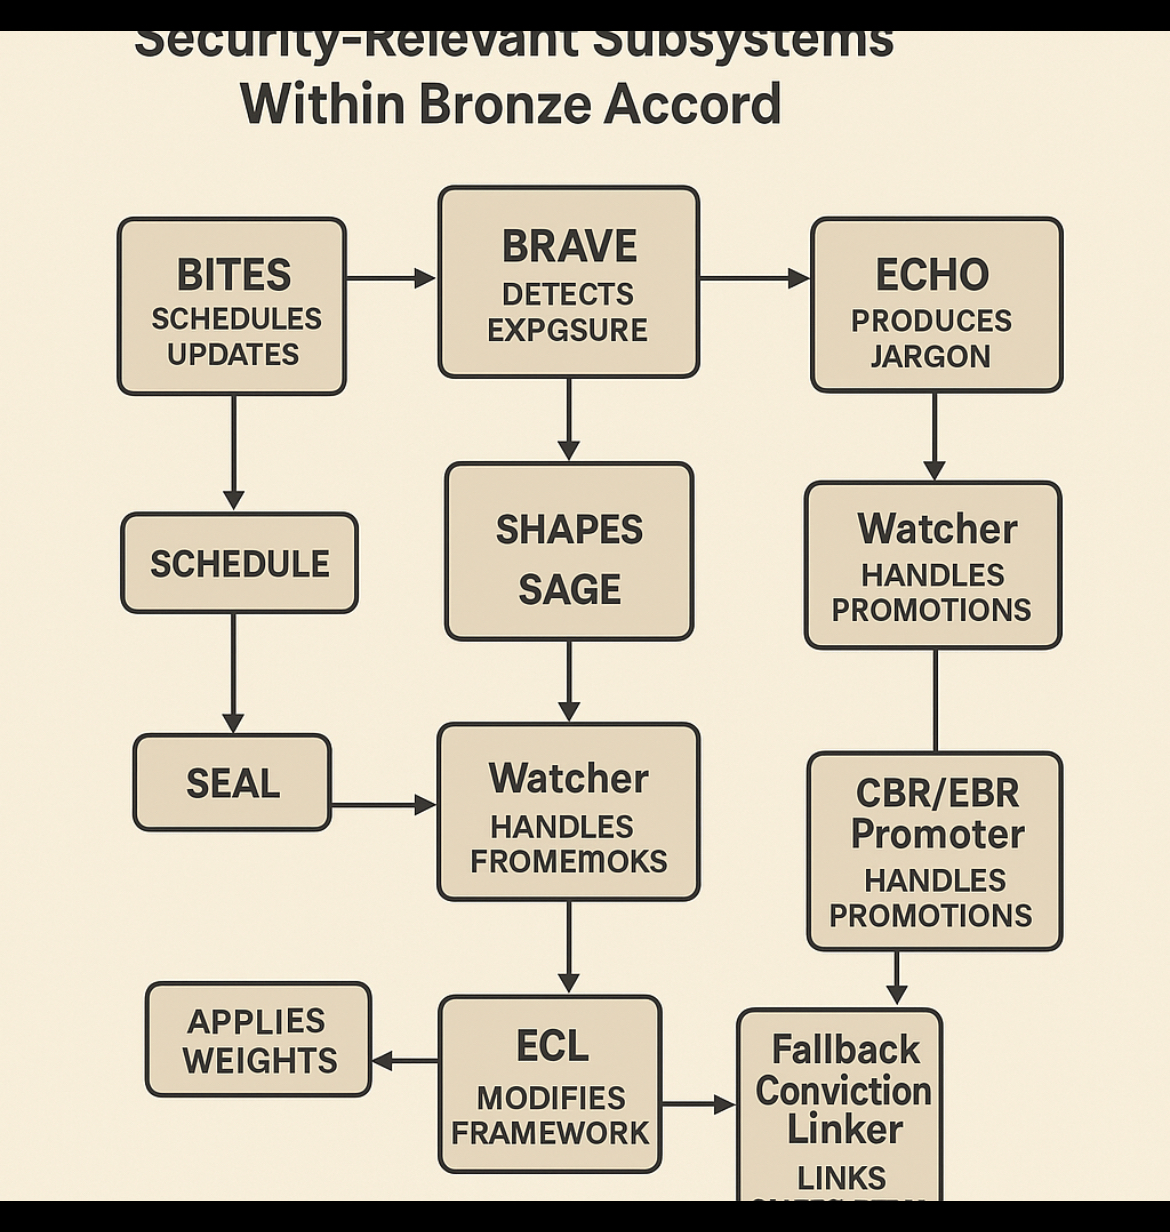 Security-Relevant Subsystems
Within Bronze Accord
BITES
SCHEDULES
UPDATES
BRAVE
DETECTS
EXPGSURE
ECHO
PRODUCES
JARGON
SCHEDULE
SHAPES
SAGE
Watcher
HANDLES
PROMOTIONS
SEAL
Watcher
HANDLES
FROMEmOKS
CBR/EBR
Promoter
HANDLES
PROMOTIONS
APPLIES
WEIGHTS
ECL
MODIFIES
FRAMEWORK
Fallback
Conviction
Linker
LINKS